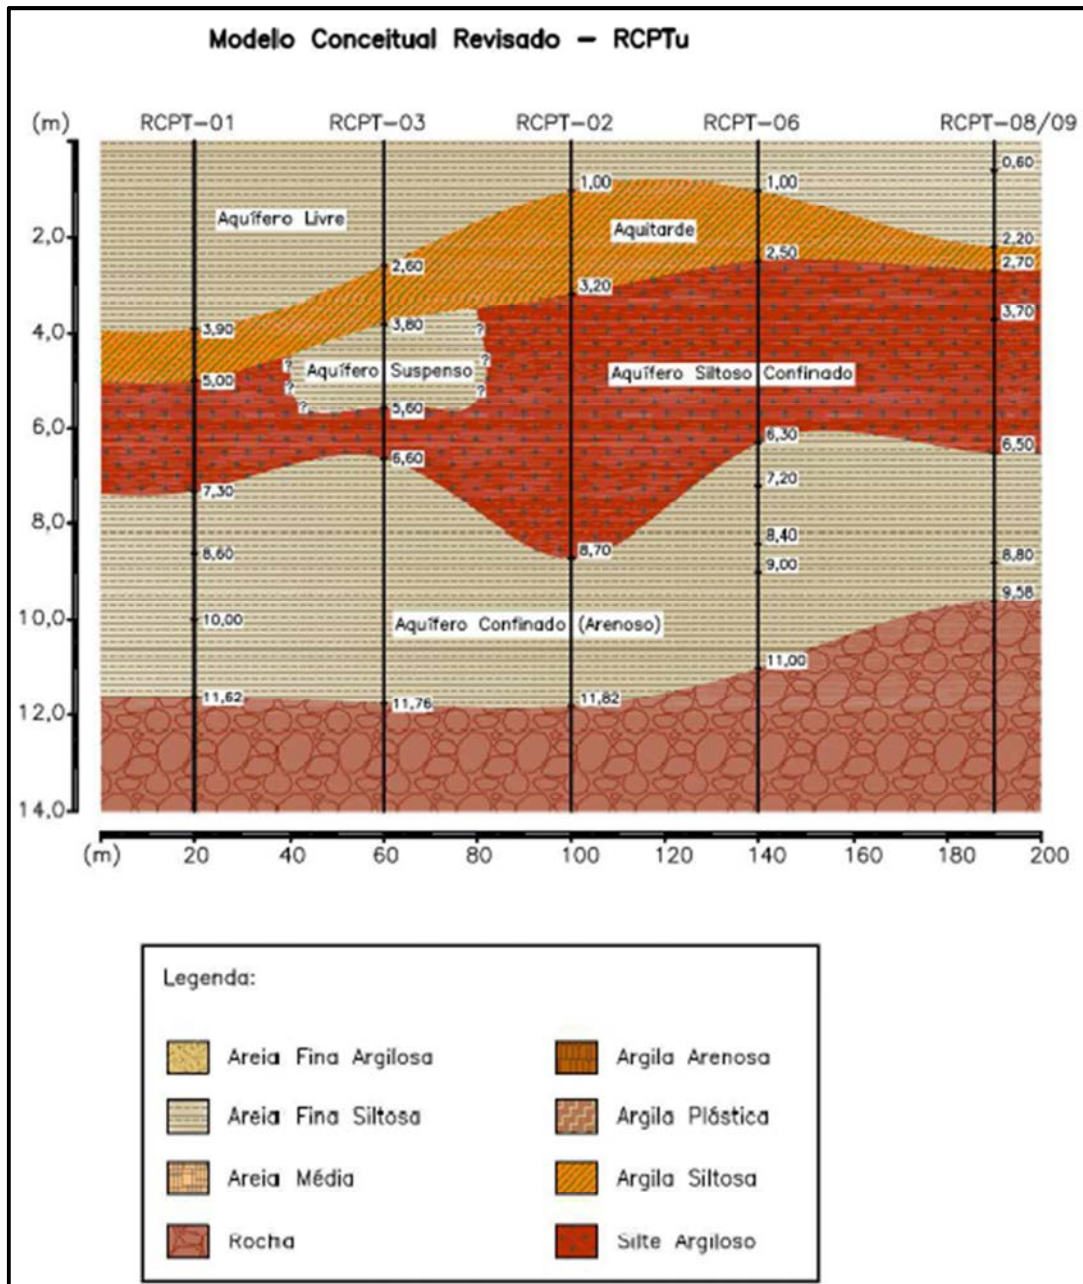 Modelo Conceitual Revisado – RCPTu
(m) RCPT-01 RCPT-03 RCPT-02 RCPT-06 RCPT-08/09
0,60
1,00 1,00
Aquífero Livre
Aquitarde
2,0
2,20
2,50
2,60
2,70
3,20
3,70
3,80
3,90
4,0
? ? ?
Aquífero Suspenso
Aquífero Siltoso Confinado
5,00
? ?
? 5,60
6,0
6,30
6,50
6,60
7,20
7,30
8,0
8,40
8,60
8,70
8,80
9,00
9,58
10,0
10,00
Aquífero Confinado (Arenoso)
11,00
11,62 11,76 11,82
12,0
14,0
(m) 20 40 60 80 100 120 140 160 180 200
Legenda:
Areia Fina Argilosa
Areia Fina Siltosa
Areia Média
Rocha
Argila Arenosa
Argila Plástica
Argila Siltosa
Silte Argiloso